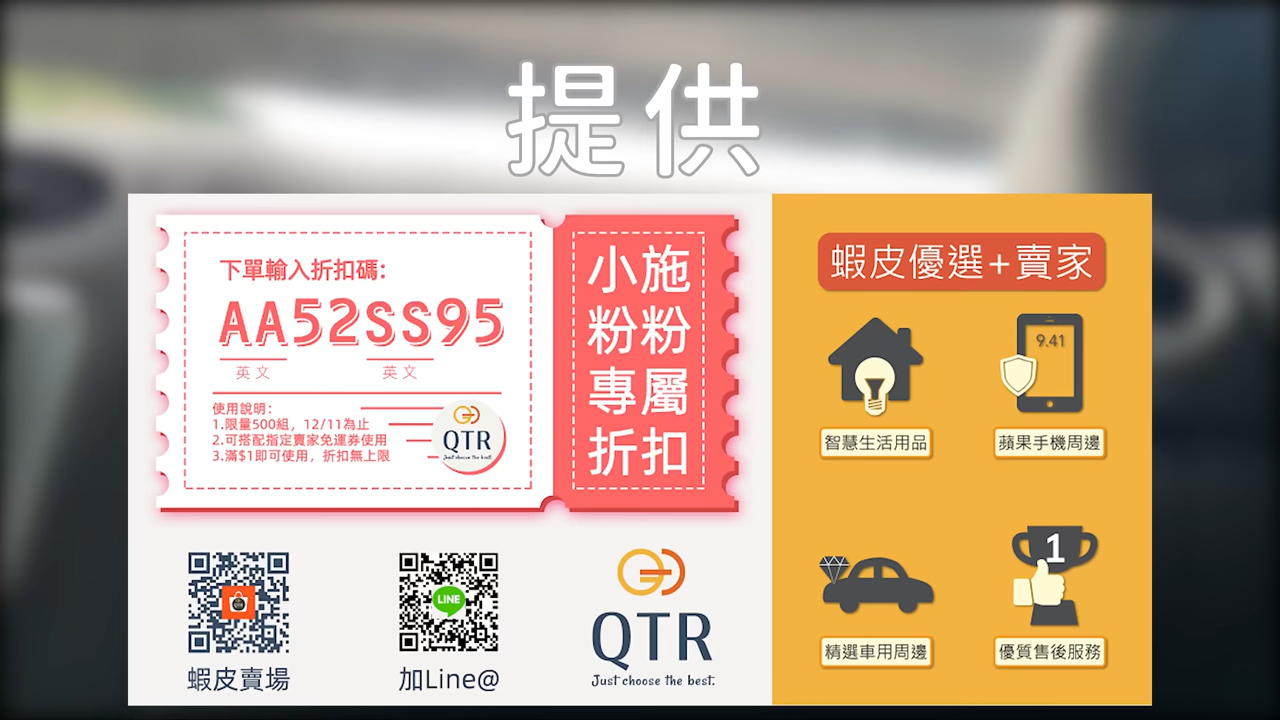 提供
下單輸入折扣碼:
AA52SS95
英文
英文
使用說明:
1.限量500組，12/11為止
2.可搭配指定賣家免運券使用
3.滿$1即可使用，折扣無上限
QTR
Just choose the best.
小施
粉粉
專屬
折扣
蝦皮優選+賣家
9.41
智慧生活用品
蘋果手機周邊
1
精選車用周邊
優質售後服務
LINE
蝦皮賣場
加Line@
QTR
Just choose the best.